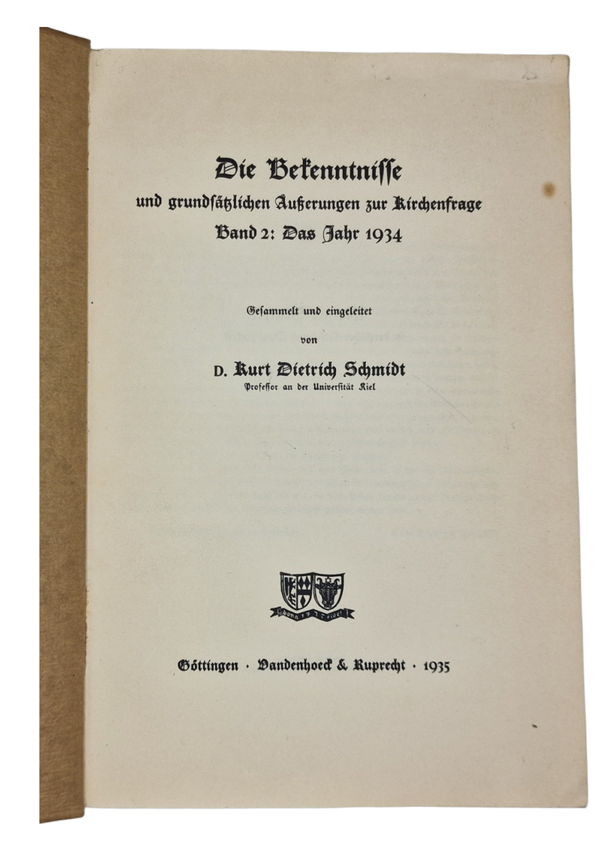 Die Bekenntnisse
und grundsätzlichen Äußerungen zur Kirchenfrage
Band 2: Das Jahr 1934
Gesammelt und eingeleitet
von
D. Kurt Dietrich Schmidt
Professor an der Universität Kiel
Göttingen · Vandenhoeck & Ruprecht · 1935